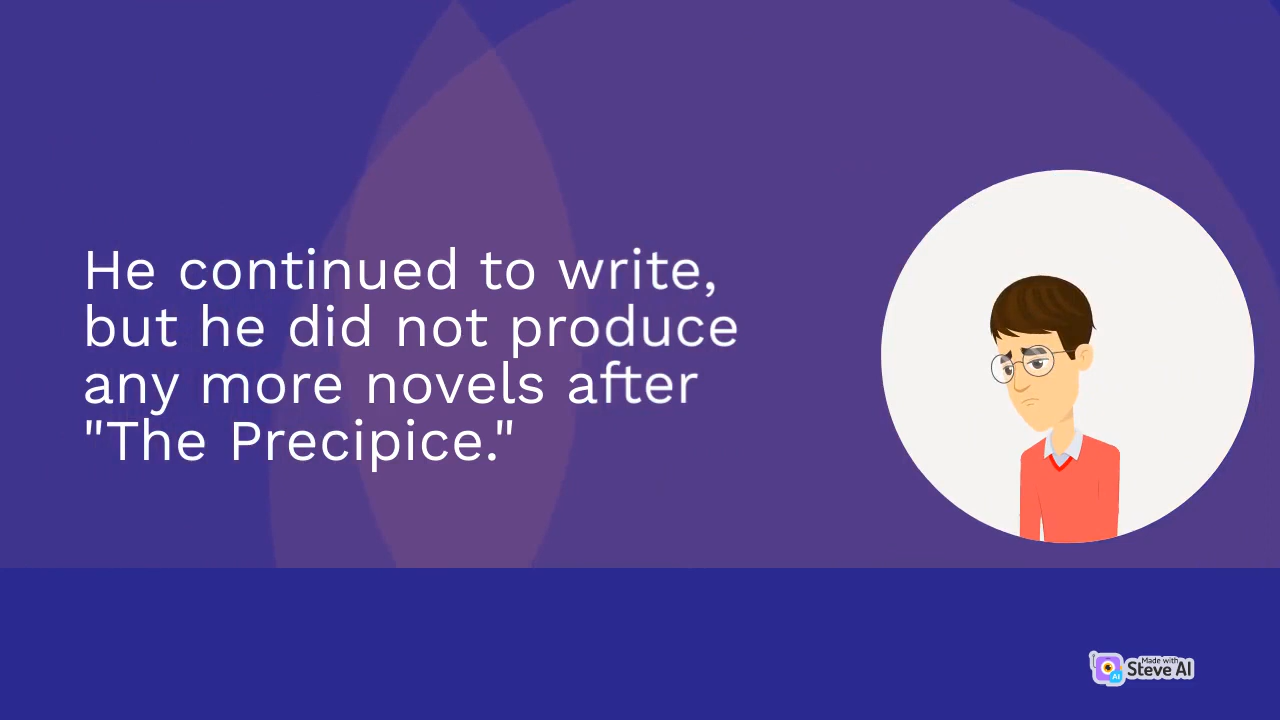 He continued to write,
but he did not produce
any more novels after
"The Precipice."
Made with
Steve AI
AI